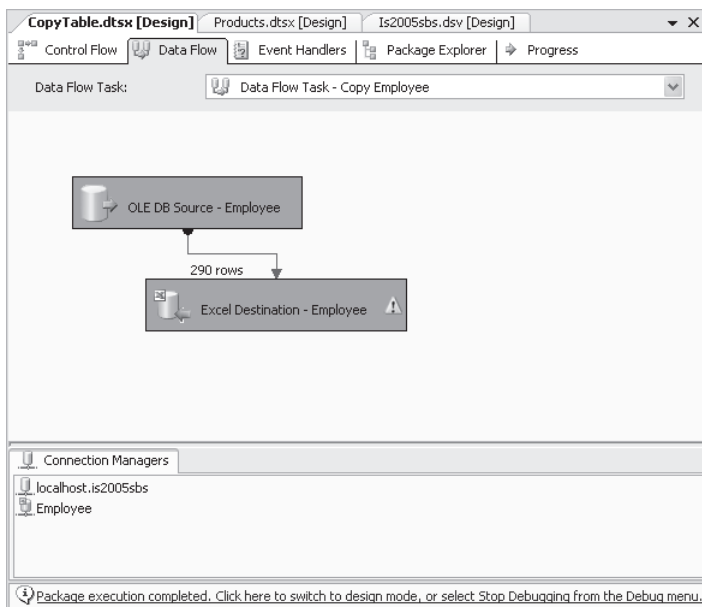 CopyTable.dtsx [Design] Products.dtsx [Design] Is2005sbs.dsv [Design]
Control Flow Data Flow Event Handlers Package Explorer Progress
Data Flow Task: Data Flow Task - Copy Employee
OLE DB Source - Employee
290 rows
Excel Destination - Employee
Connection Managers
localhost.is2005sbs
Employee
Package execution completed. Click here to switch to design mode, or select Stop Debugging from the Debug menu.